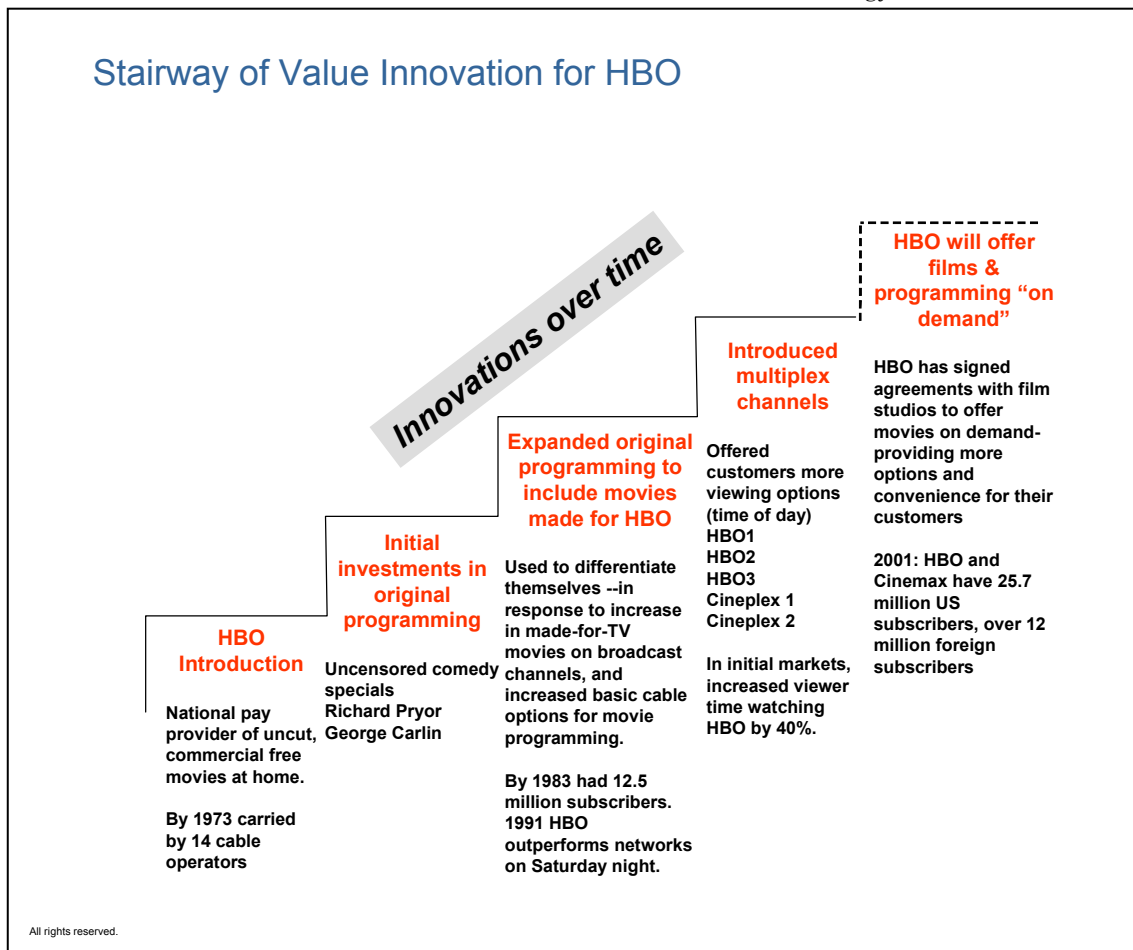 Stairway of Value Innovation for HBO
Innovations over time
HBO
Introduction
National pay
provider of uncut,
commercial free
movies at home.
By 1973 carried
by 14 cable
operators
Initial
investments in
original
programming
Uncensored comedy
specials
Richard Pryor
George Carlin
Expanded original
programming to
include movies
made for HBO
Used to differentiate
themselves --in
response to increase
in made-for-TV
movies on broadcast
channels, and
increased basic cable
options for movie
programming.
By 1983 had 12.5
million subscribers.
1991 HBO
outperforms networks
on Saturday night.
Introduced
multiplex
channels
Offered
customers more
viewing options
(time of day)
HBO1
HBO2
HBO3
Cineplex 1
Cineplex 2
In initial markets,
increased viewer
time watching
HBO by 40%.
HBO will offer
films &
programming “on
demand”
HBO has signed
agreements with film
studios to offer
movies on demand-
providing more
options and
convenience for their
customers
2001: HBO and
Cinemax have 25.7
million US
subscribers, over 12
million foreign
subscribers
All rights reserved.